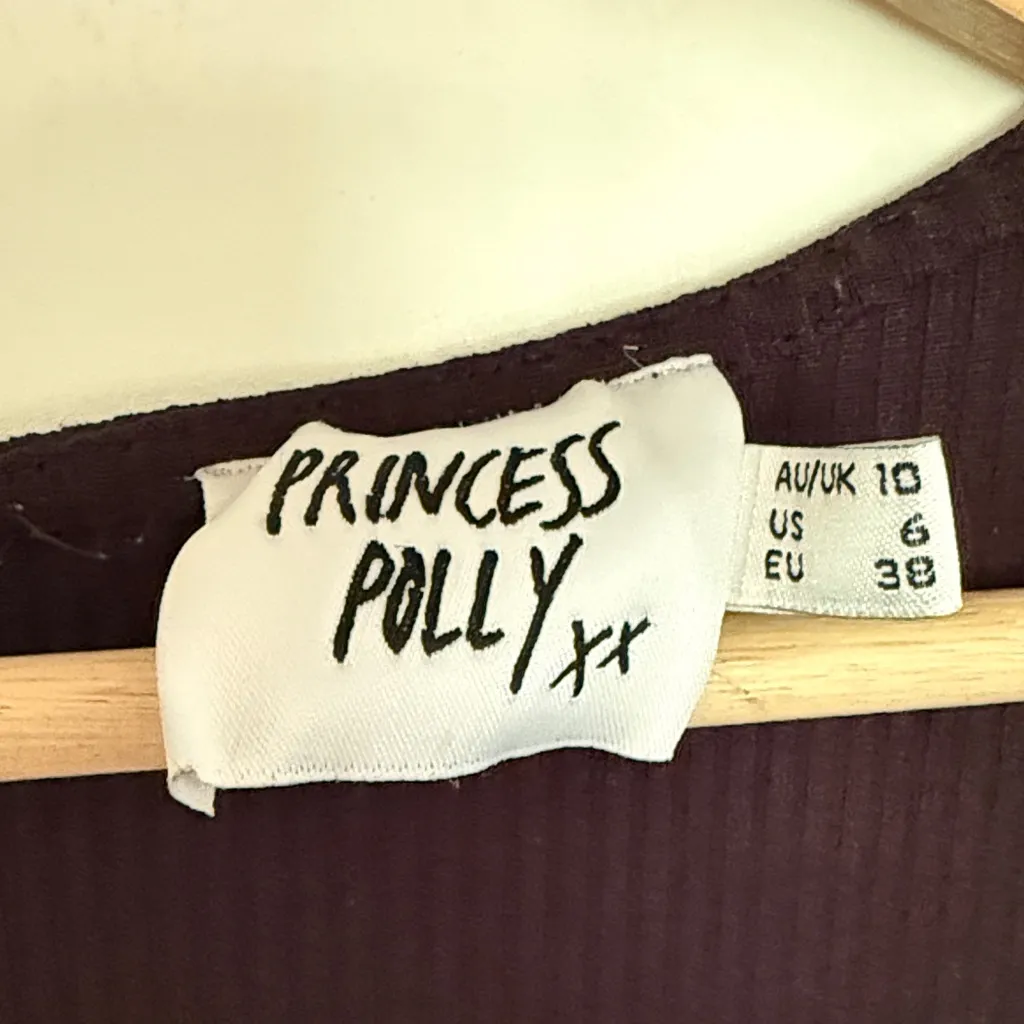 PRINCESS
POLLY xx
AU/UK 10
US 6
EU 38